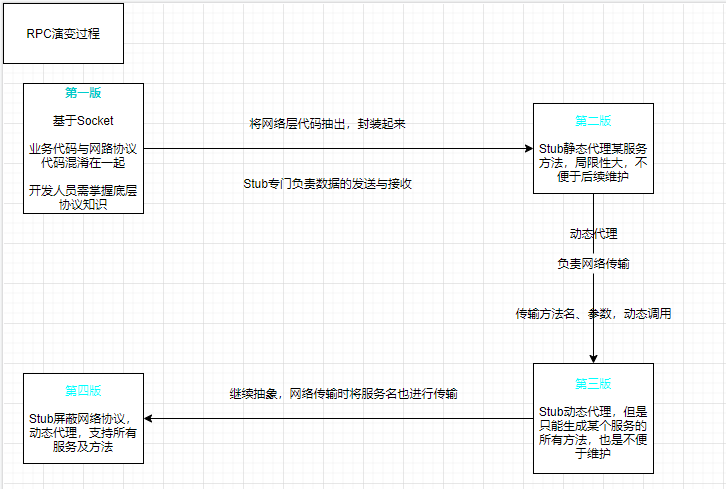 RPC演变过程
第一版
基于Socket
业务代码与网路协议
代码混淆在一起
开发人员需掌握底层
协议知识
将网络层代码抽出，封装起来
Stub专门负责数据的发送与接收
第二版
Stub静态代理某服务
方法，局限性大，不
便于后续维护
动态代理
负责网络传输
传输方法名、参数，动态调用
第三版
Stub动态代理，但是
只能生成某个服务的
所有方法，也是不便
于维护
继续抽象，网络传输时将服务名也进行传输
第四版
Stub屏蔽网络协议，
动态代理，支持所有
服务及方法